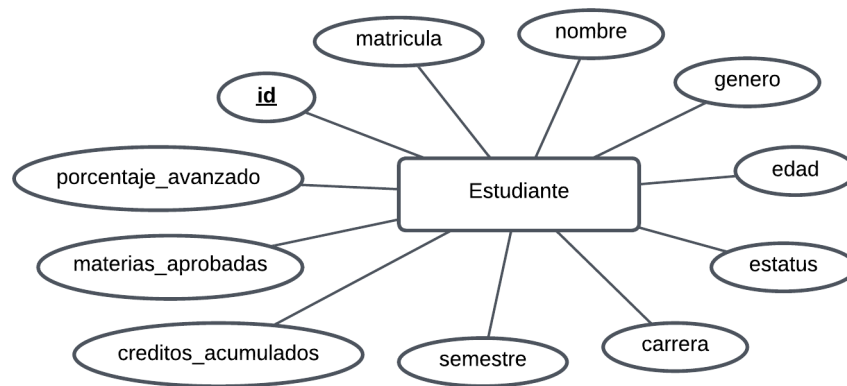 matricula
nombre
genero
id
edad
porcentaje_avanzado
Estudiante
materias_aprobadas
estatus
creditos_acumulados
semestre
carrera